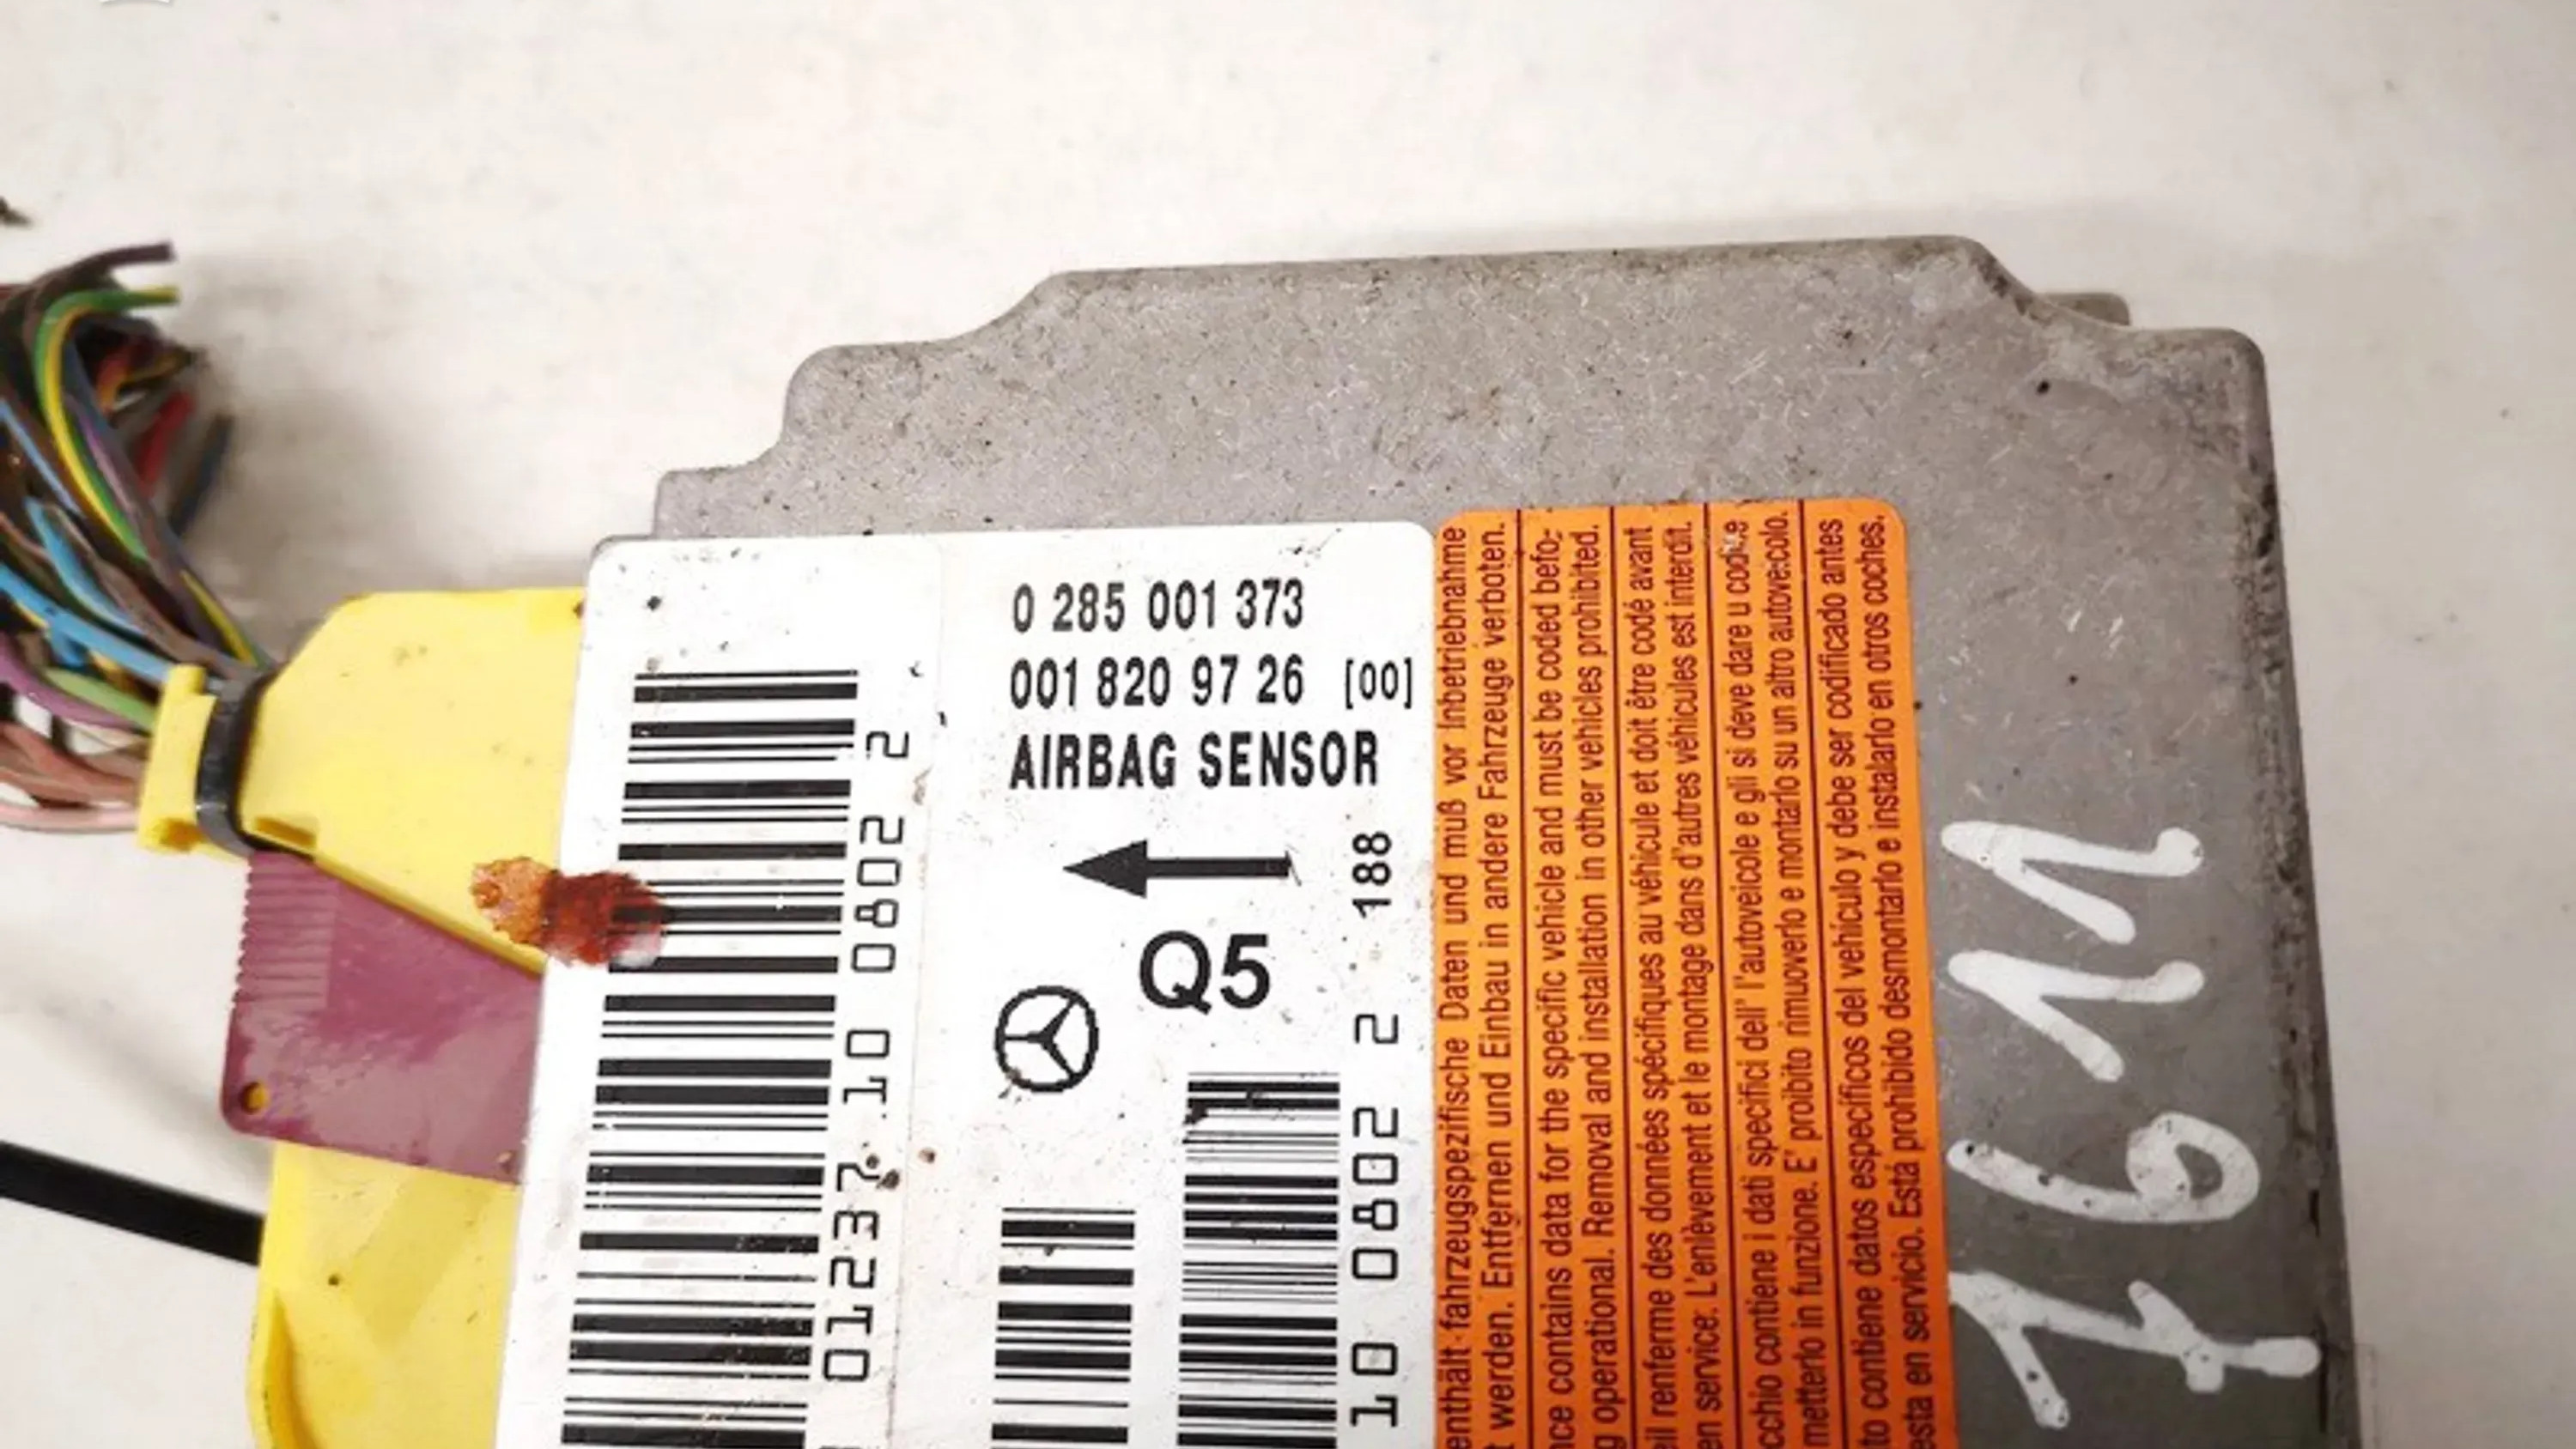 0 285 001 373
001 820 97 26 [00]
AIRBAG SENSOR
188
Q5
01237 10 0802 2
10 0802 2
enthält fahrzeugspezifische Daten und muß vor Inbetriebnahme
werden. Entfernen und Einbau in andere Fahrzeuge verboten.
contains data for the specific vehicle and must be coded befo-
operational. Removal and installation in other vehicles prohibited.
renferme des données spécifiques au véhicule et doit être codé avant
en service. L'enlèvement et le montage dans d'autres véhicules est interdit.
contiene i dati specifici dell' l'autoveicole e gli si deve dare u codice
metterlo in funzione. E' proibito rimuoverlo e montarlo su un altro autoveicolo.
contiene datos específicos del vehículo y debe ser codificado antes
esta en servicio. Está prohibido desmontarlo e instalarlo en otros coches.
7611